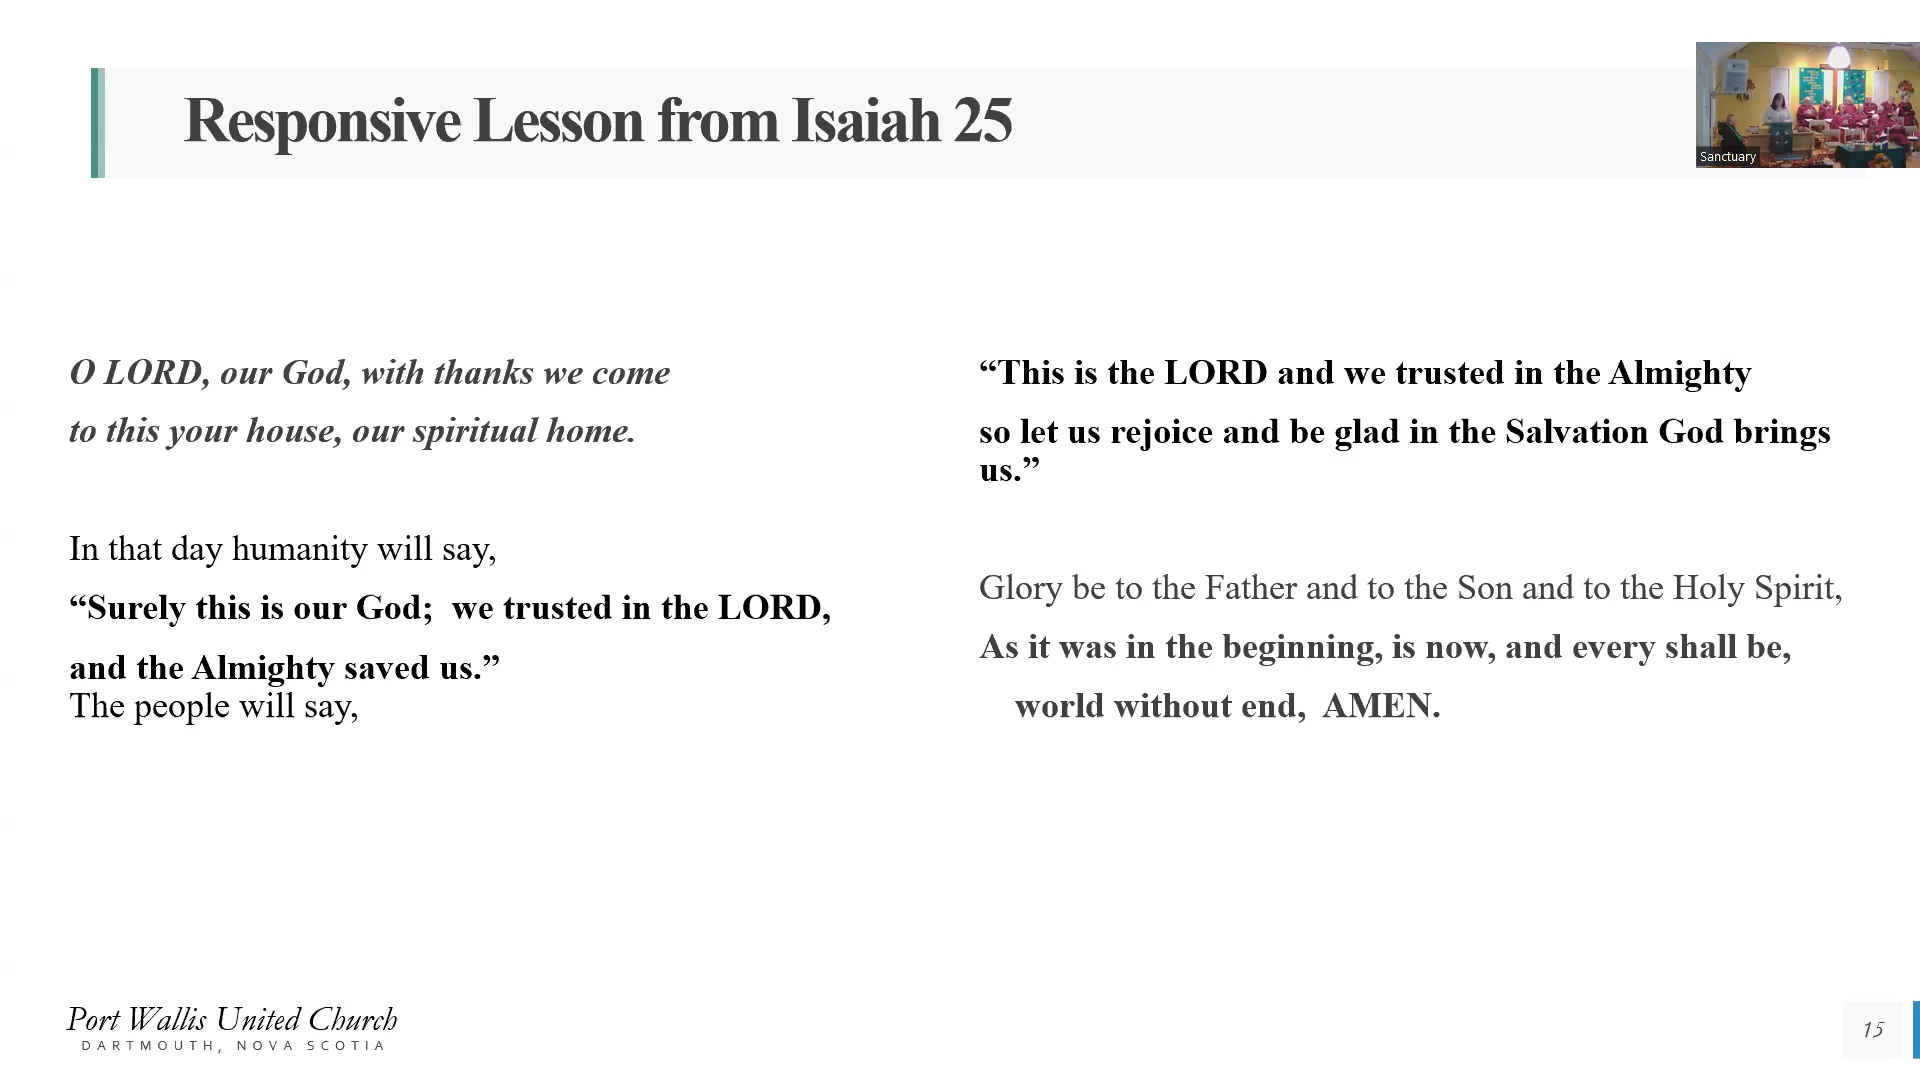 Responsive Lesson from Isaiah 25
Sanctuary
O LORD, our God, with thanks we come
to this your house, our spiritual home.
In that day humanity will say,
“Surely this is our God;  we trusted in the LORD,
and the Almighty saved us.”
The people will say,
“This is the LORD and we trusted in the Almighty
so let us rejoice and be glad in the Salvation God brings
us.”
Glory be to the Father and to the Son and to the Holy Spirit,
As it was in the beginning, is now, and every shall be,
world without end,  AMEN.
Port Wallis United Church
DARTMOUTH, NOVA SCOTIA
15